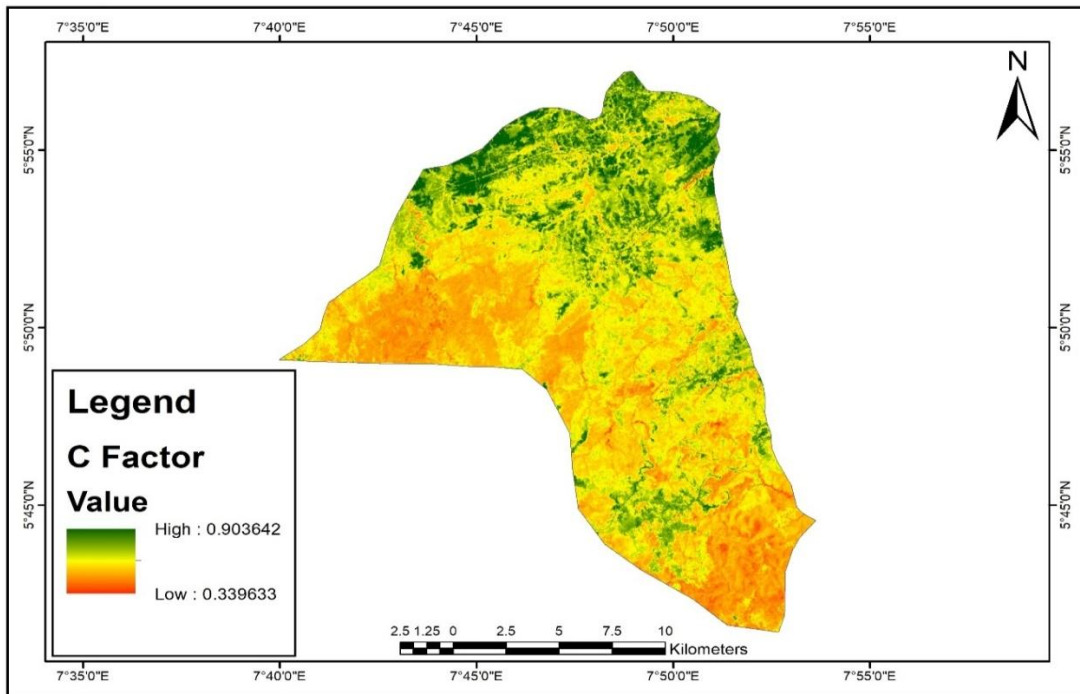 7°35'0"E 7°40'0"E 7°45'0"E 7°50'0"E 7°55'0"E
N
5°55'0"N 5°55'0"N
5°50'0"N 5°50'0"N
Legend
C Factor
Value
High : 0.903642
Low : 0.339633
5°45'0"N 5°45'0"N
2.5 1.25 0 2.5 5 7.5 10
Kilometers
7°35'0"E 7°40'0"E 7°45'0"E 7°50'0"E 7°55'0"E